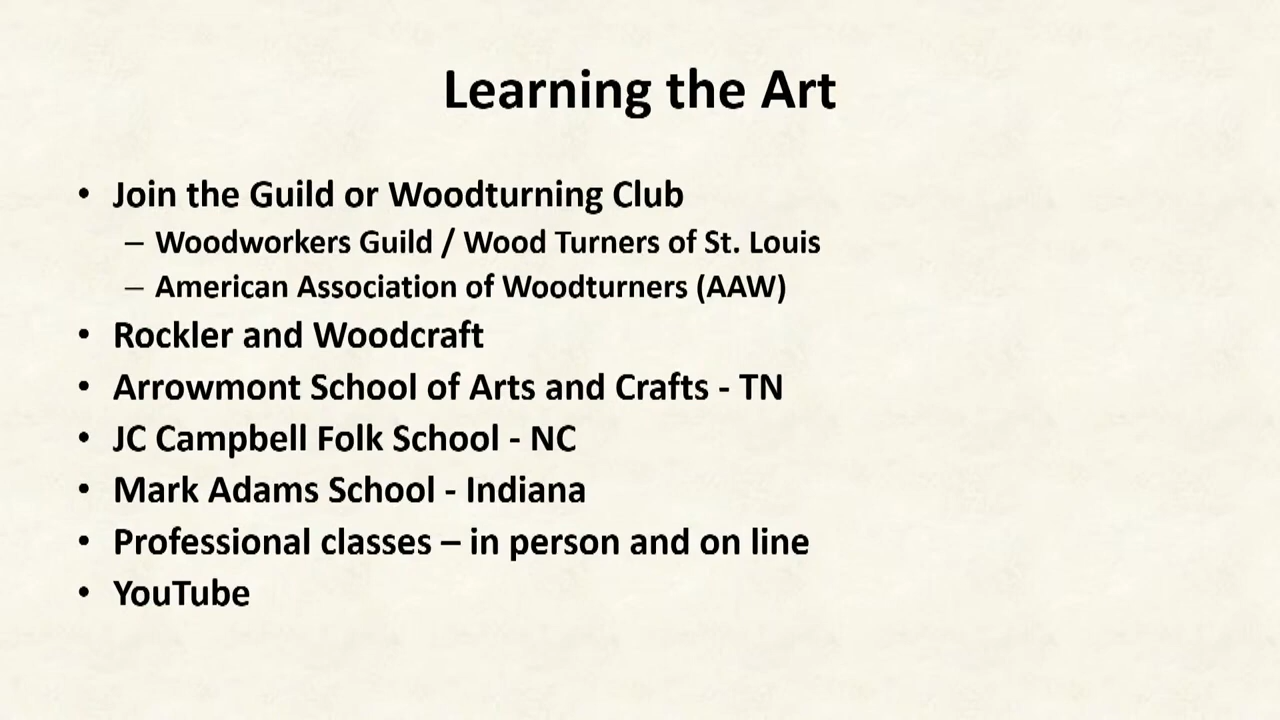 Learning the Art
• Join the Guild or Woodturning Club
– Woodworkers Guild / Wood Turners of St. Louis
– American Association of Woodturners (AAW)
• Rockler and Woodcraft
• Arrowmont School of Arts and Crafts - TN
• JC Campbell Folk School - NC
• Mark Adams School - Indiana
• Professional classes – in person and on line
• YouTube